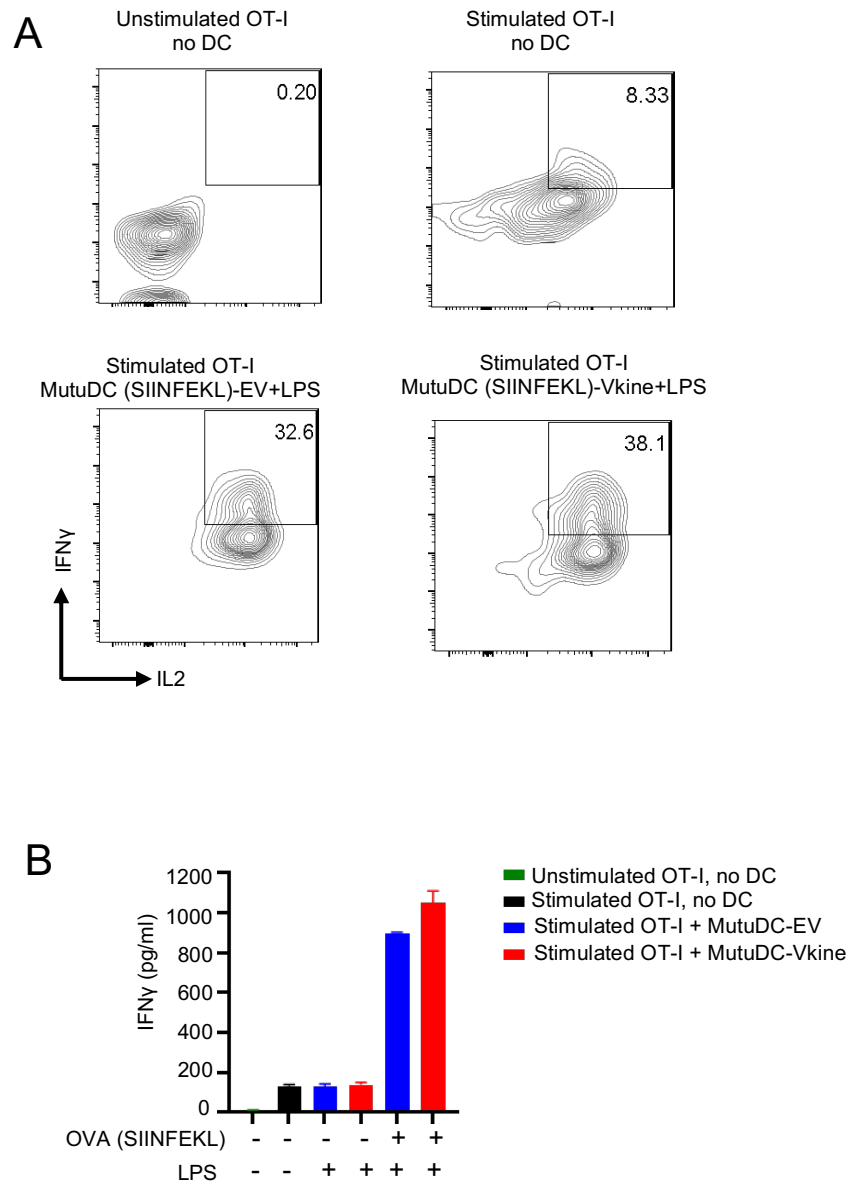 A
Unstimulated OT-I
no DC
Stimulated OT-I
no DC
0.20
8.33
Stimulated OT-I
MutuDC (SIINFEKL)-EV+LPS
Stimulated OT-I
MutuDC (SIINFEKL)-Vkine+LPS
32.6
38.1
IFNγ
IL2
B
1200
1000
800
600
400
200
0
IFNγ (pg/ml)
Unstimulated OT-I, no DC
Stimulated OT-I, no DC
Stimulated OT-I + MutuDC-EV
Stimulated OT-I + MutuDC-Vkine
OVA (SIINFEKL) - - - - + +
LPS - - + + + +